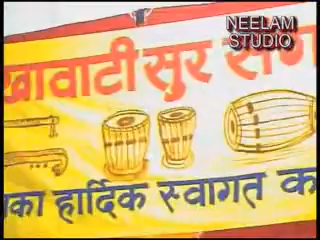 NEELAM
STUDIO
खावाटी सुर संग
का हार्दिक स्वागत क